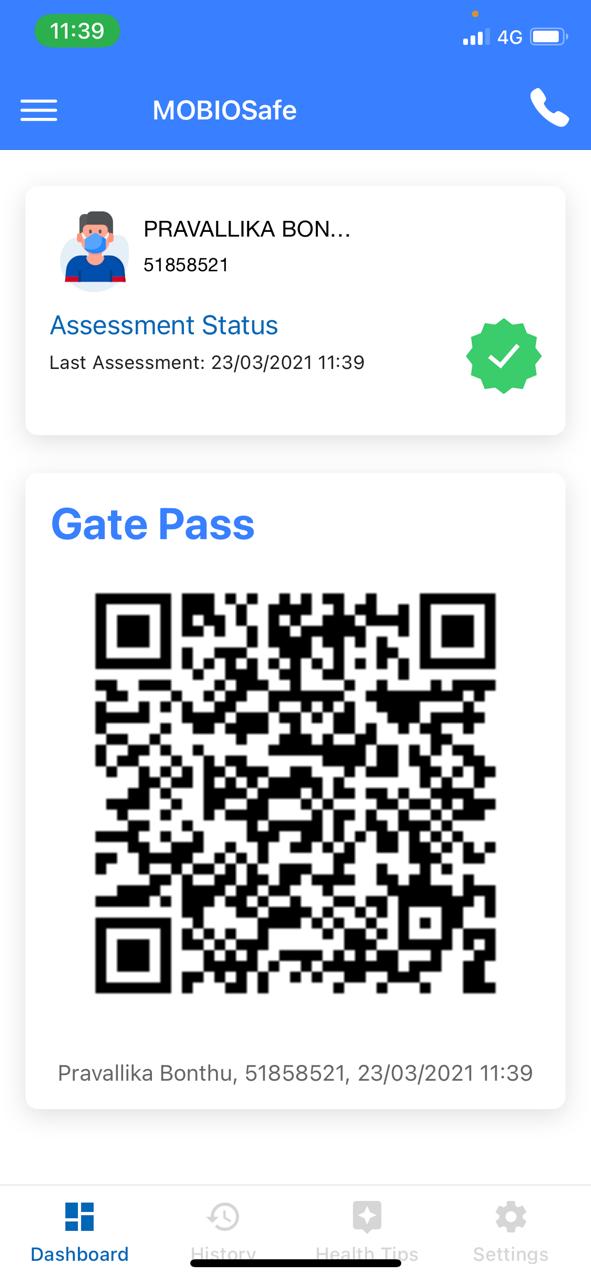 11:39
4G
MOBIOSafe
PRAVALLIKA BON...
51858521
Assessment Status
Last Assessment: 23/03/2021 11:39
Gate Pass
Pravallika Bonthu, 51858521, 23/03/2021 11:39
Dashboard
History
Health Tips
Settings